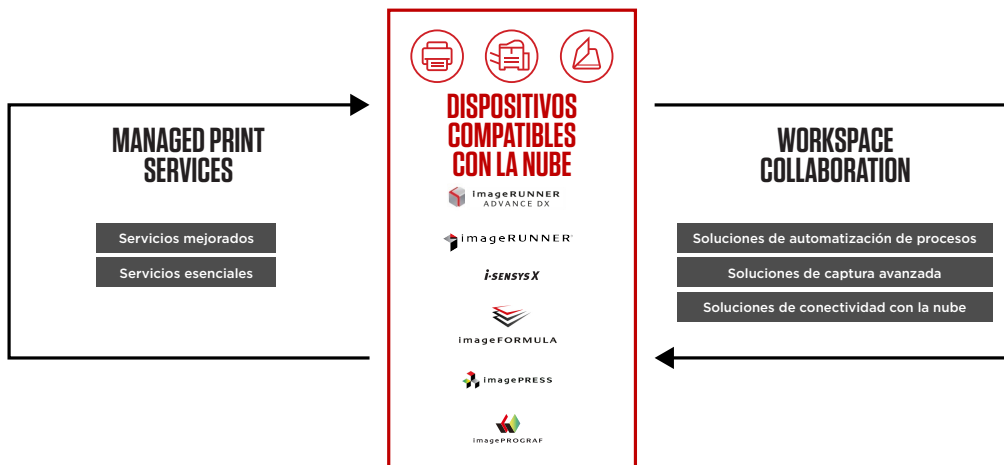 MANAGED PRINT
SERVICES
Servicios mejorados
Servicios esenciales
DISPOSITIVOS
COMPATIBLES
CON LA NUBE
imageRUNNER
ADVANCE DX
imageRUNNER
i-SENSYS X
imageFORMULA
imagePRESS
imagePROGRAF
WORKSPACE
COLLABORATION
Soluciones de automatización de procesos
Soluciones de captura avanzada
Soluciones de conectividad con la nube